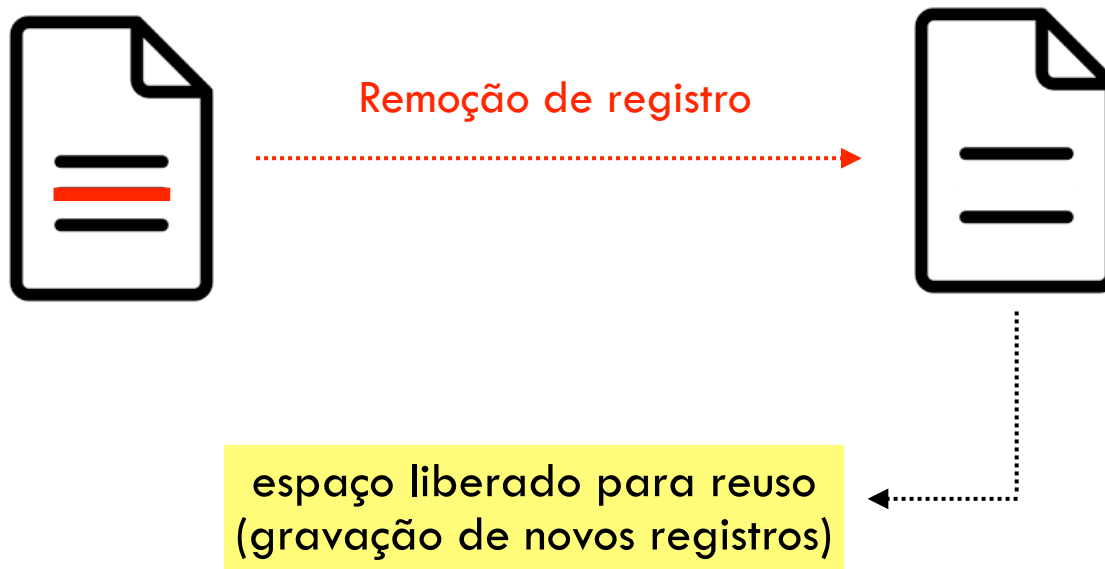 Remoção de registro
espaço liberado para reuso
(gravação de novos registros)